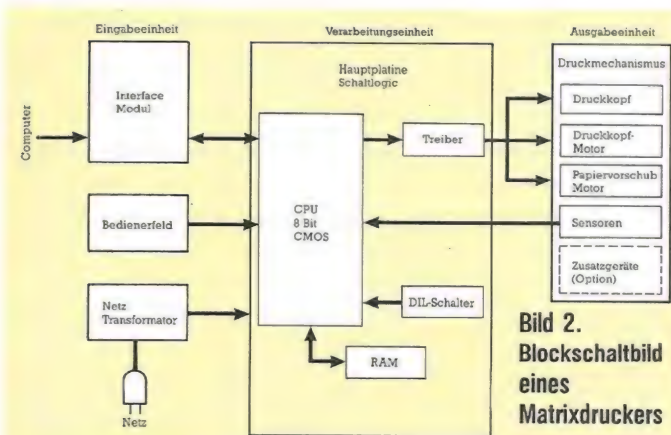 Eingabeeinheit
Computer
Interface
Modul
Bedienerfeld
Netz
Transformator
Netz
Verarbeitungseinheit
Hauptplatine
Schaltlogic
CPU
8 Bit
CMOS
Treiber
DIL-Schalter
RAM
Ausgabeeinheit
Druckmechanismus
Druckkopf
Druckkopf-
Motor
Papiervorschub
Motor
Sensoren
Zusatzgeräte
(Option)
Bild 2.
Blockschaltbild
eines
Matrixdruckers